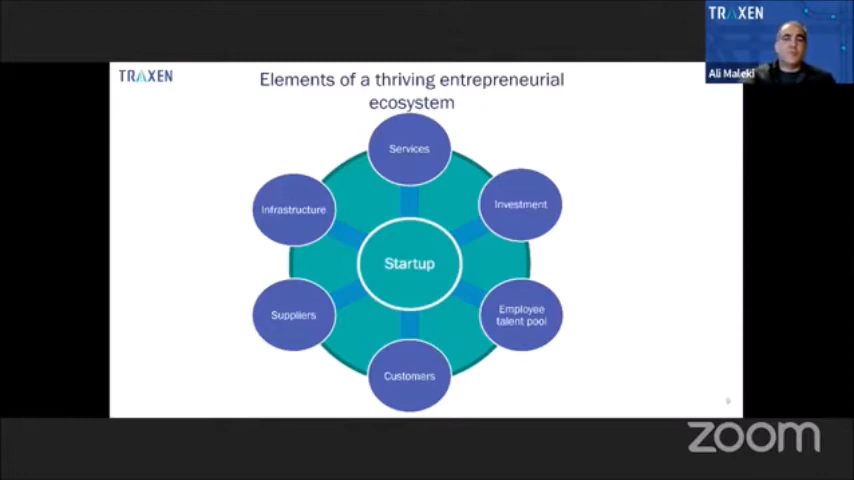 TRAXEN
Ali Maleki
TRAXEN
Elements of a thriving entrepreneurial
ecosystem
Services
Infrastructure
Investment
Startup
Suppliers
Employee
talent pool
Customers
9
zoom